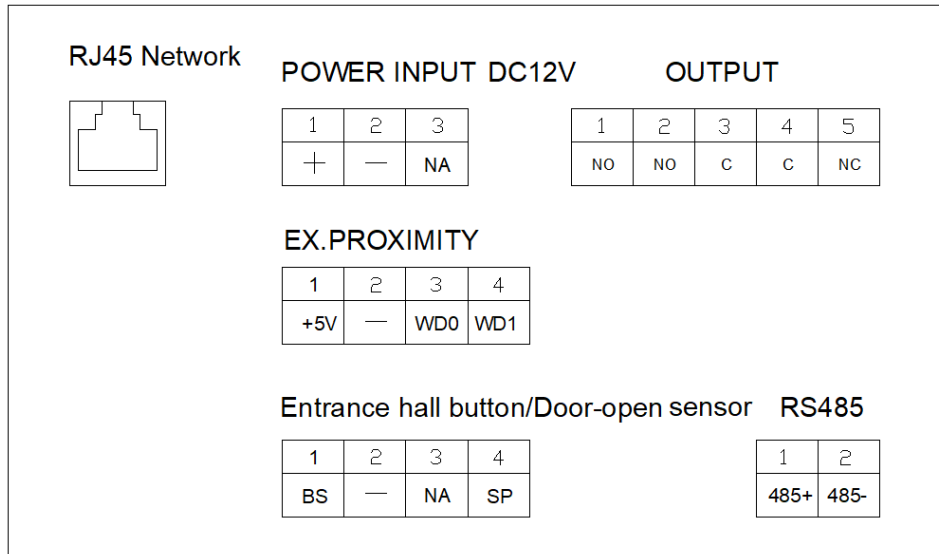 RJ45 Network
POWER INPUT DC12V
OUTPUT
1 2 3
+ — NA
1 2 3 4 5
NO NO C C NC
EX.PROXIMITY
1 2 3 4
+5V — WD0 WD1
Entrance hall button/Door-open sensor
RS485
1 2 3 4
BS — NA SP
1 2
485+ 485-